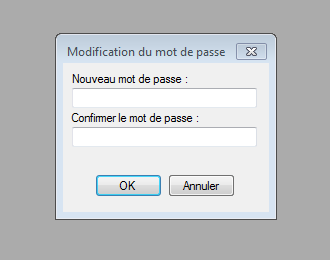 Modification du mot de passe
Nouveau mot de passe :
Confirmer le mot de passe :
OK Annuler